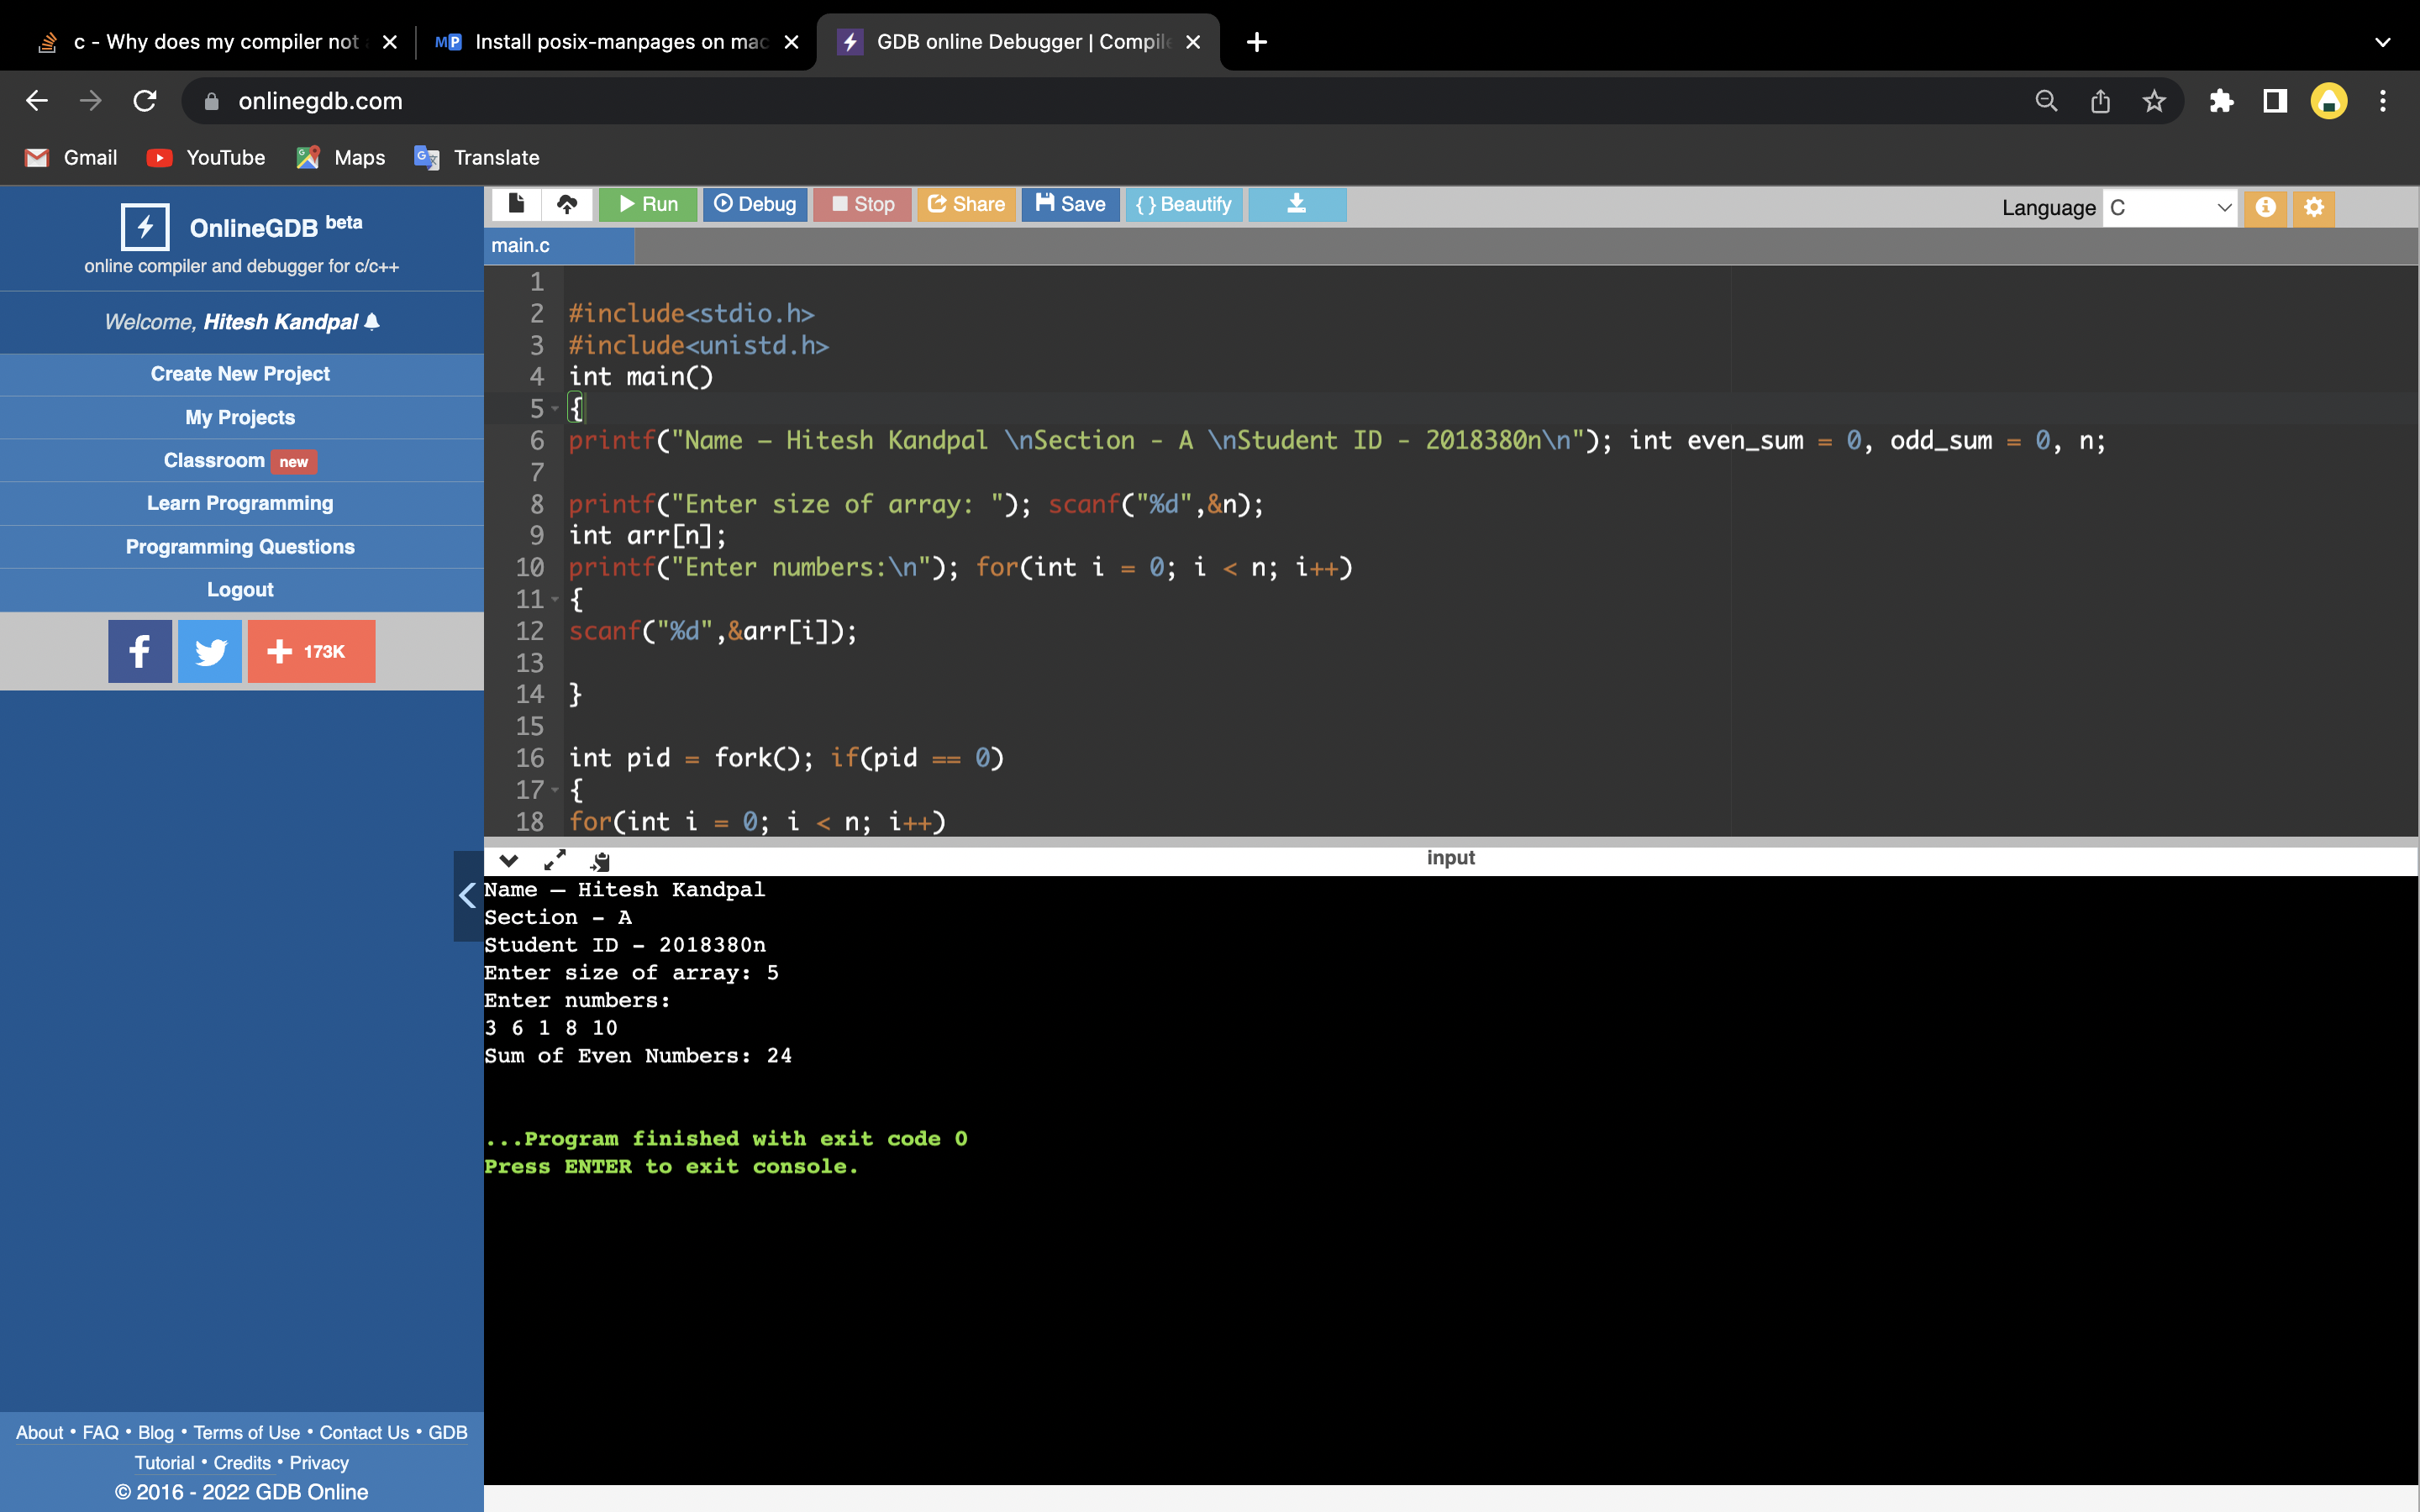 c - Why does my compiler not
Install posix-manpages on mac
GDB online Debugger | Compile
onlinegdb.com
Gmail
YouTube
Maps
Translate
OnlineGDB beta
online compiler and debugger for c/c++
Welcome, Hitesh Kandpal
Create New Project
My Projects
Classroom new
Learn Programming
Programming Questions
Logout
173K
Run
Debug
Stop
Share
Save
{ } Beautify
Language C
main.c
1
2 #include<stdio.h>
3 #include<unistd.h>
4 int main()
5 {
6 printf("Name – Hitesh Kandpal \nSection - A \nStudent ID - 2018380n\n"); int even_sum = 0, odd_sum = 0, n;
7
8 printf("Enter size of array: "); scanf("%d",&n);
9 int arr[n];
10 printf("Enter numbers:\n"); for(int i = 0; i < n; i++)
11 {
12 scanf("%d",&arr[i]);
13
14 }
15
16 int pid = fork(); if(pid == 0)
17 {
18 for(int i = 0; i < n; i++)
input
Name – Hitesh Kandpal
Section - A
Student ID - 2018380n
Enter size of array: 5
Enter numbers:
3 6 1 8 10
Sum of Even Numbers: 24
...Program finished with exit code 0
Press ENTER to exit console.
About • FAQ • Blog • Terms of Use • Contact Us • GDB
Tutorial • Credits • Privacy
© 2016 - 2022 GDB Online